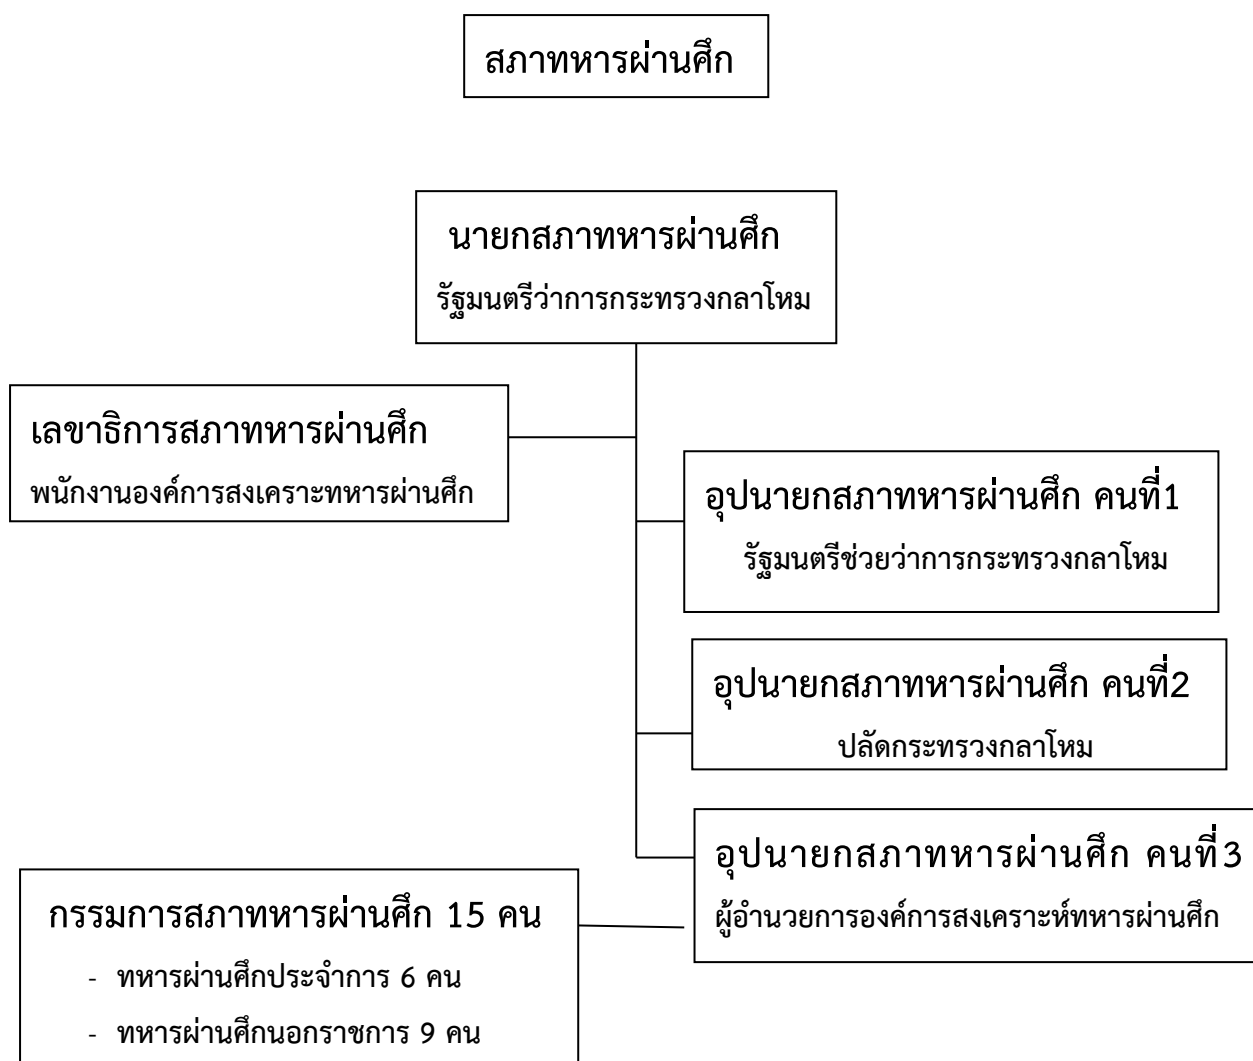 สภาทหารผ่านศึก
นายกสภาทหารผ่านศึก
รัฐมนตรีว่าการกระทรวงกลาโหม
เลขาธิการสภาทหารผ่านศึก
พนักงานองค์การสงเคราะทหารผ่านศึก
อุปนายกสภาทหารผ่านศึก คนที่1
รัฐมนตรีช่วยว่าการกระทรวงกลาโหม
อุปนายกสภาทหารผ่านศึก คนที่2
ปลัดกระทรวงกลาโหม
อุปนายกสภาทหารผ่านศึก คนที่3
ผู้อำนวยการองค์การสงเคราะห์ทหารผ่านศึก
กรรมการสภาทหารผ่านศึก 15 คน
- ทหารผ่านศึกประจำการ 6 คน
- ทหารผ่านศึกนอกราชการ 9 คน